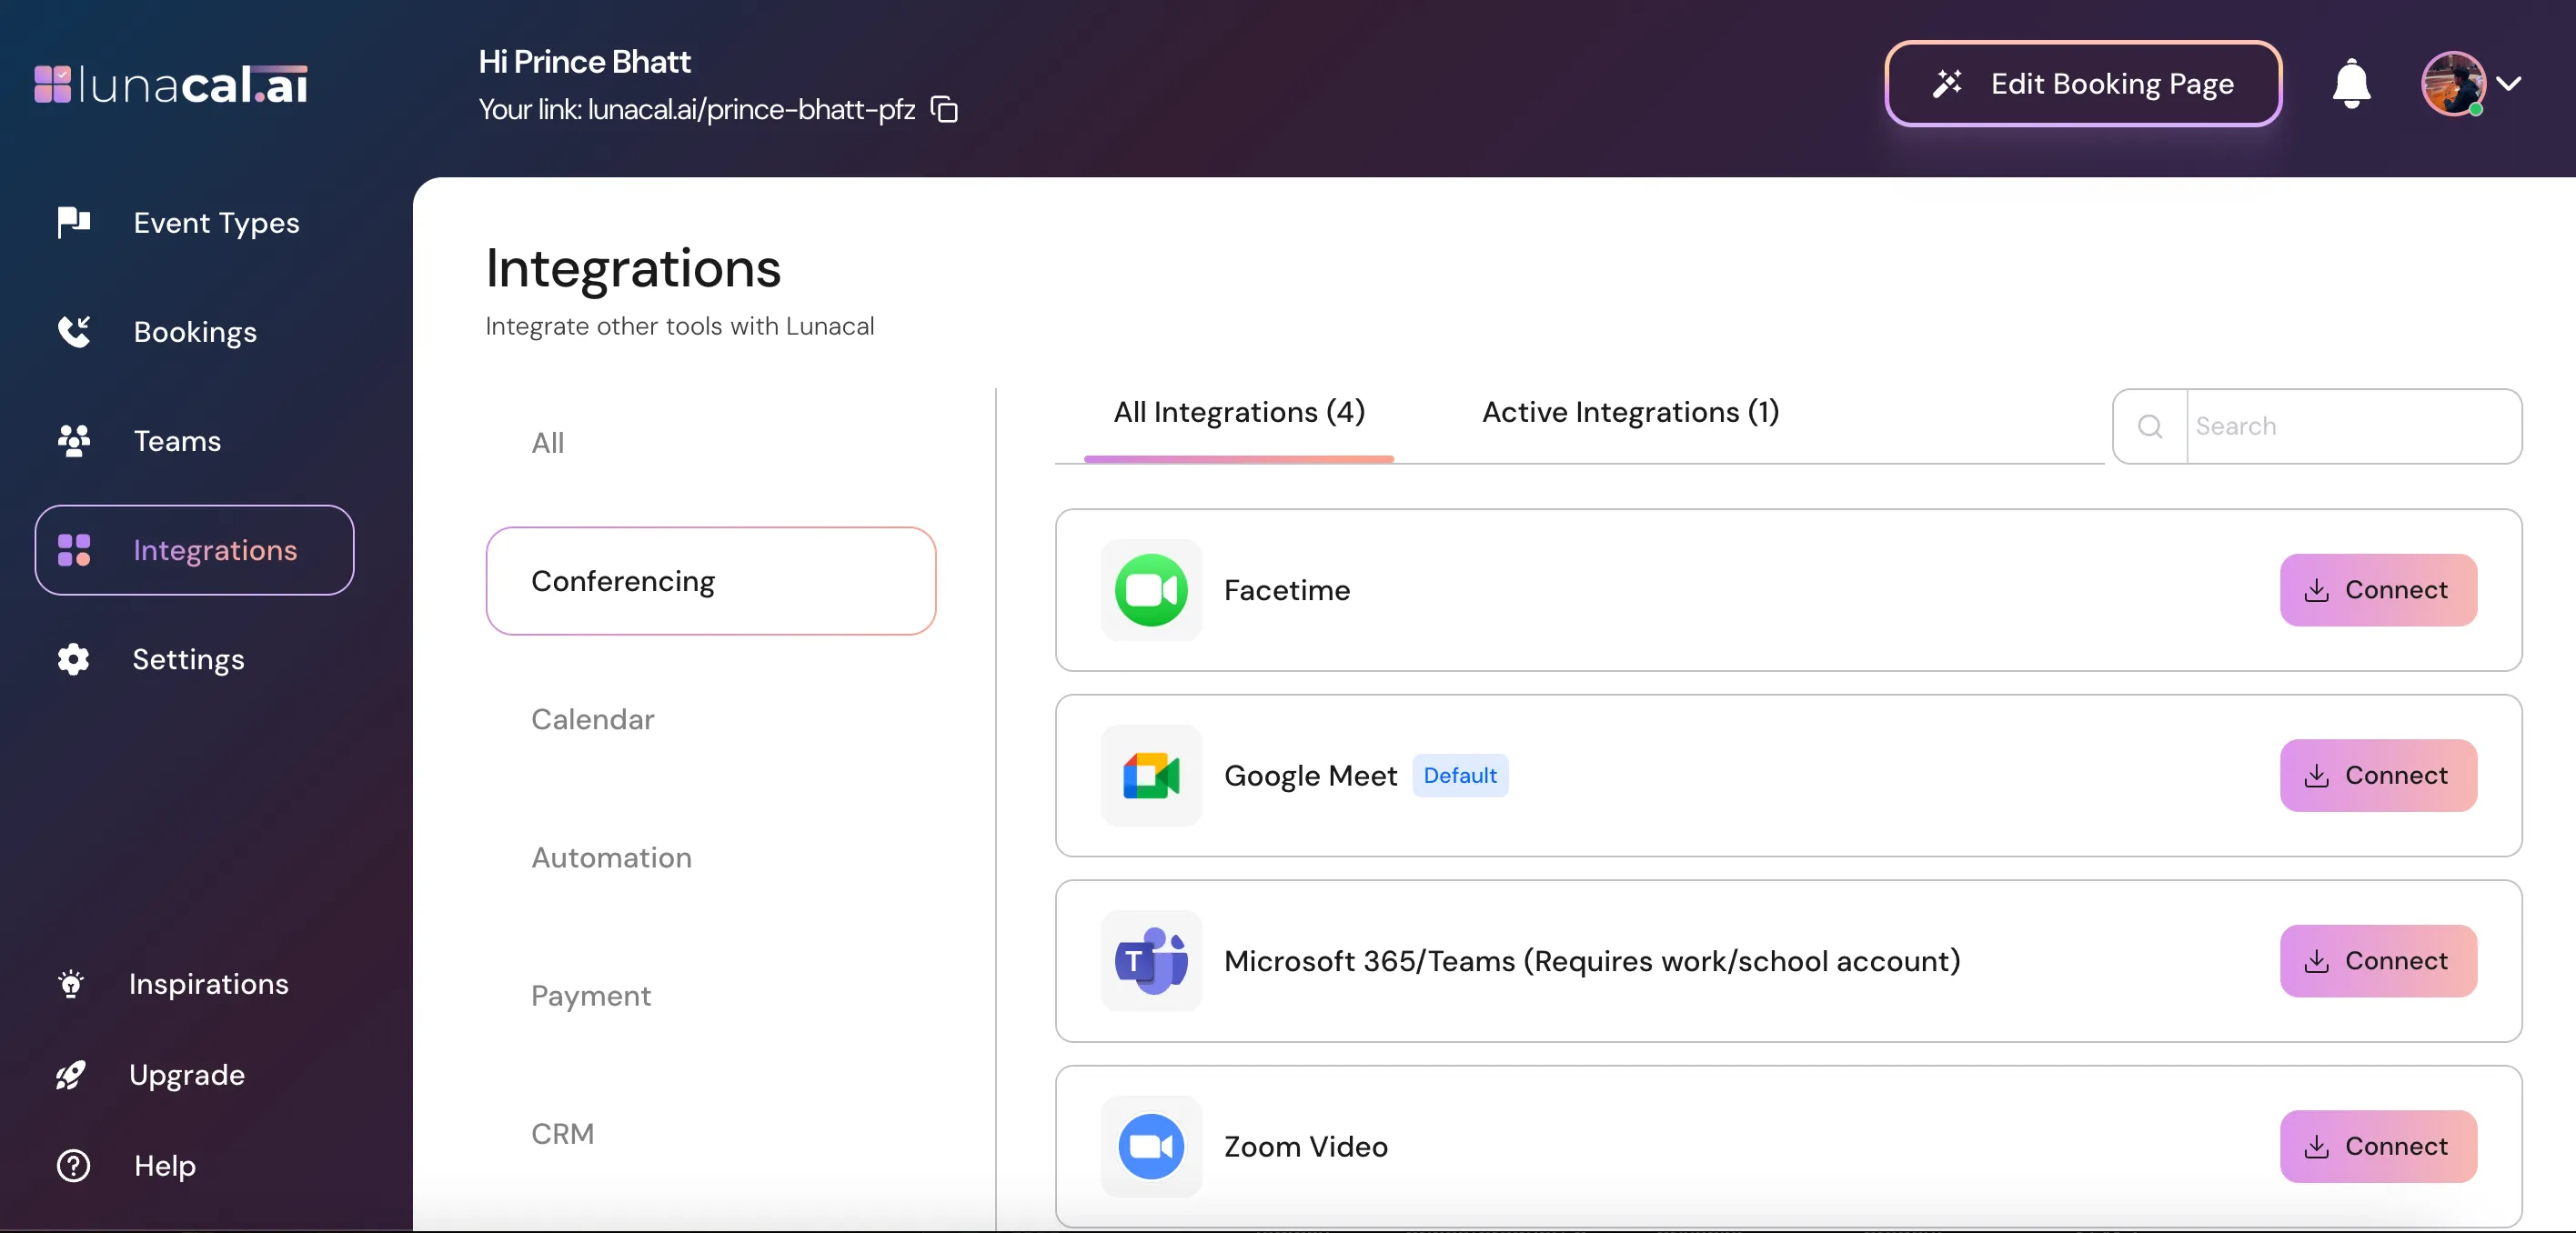 lunacal.ai
Hi Prince Bhatt
Your link: lunacal.ai/prince-bhatt-pfz
Edit Booking Page
Event Types
Bookings
Teams
Integrations
Settings
Inspirations
Upgrade
Help
Integrations
Integrate other tools with Lunacal
All
Conferencing
Calendar
Automation
Payment
CRM
All Integrations (4)
Active Integrations (1)
Search
Facetime
Connect
Google Meet
Default
Connect
T
Microsoft 365/Teams (Requires work/school account)
Connect
Zoom Video
Connect